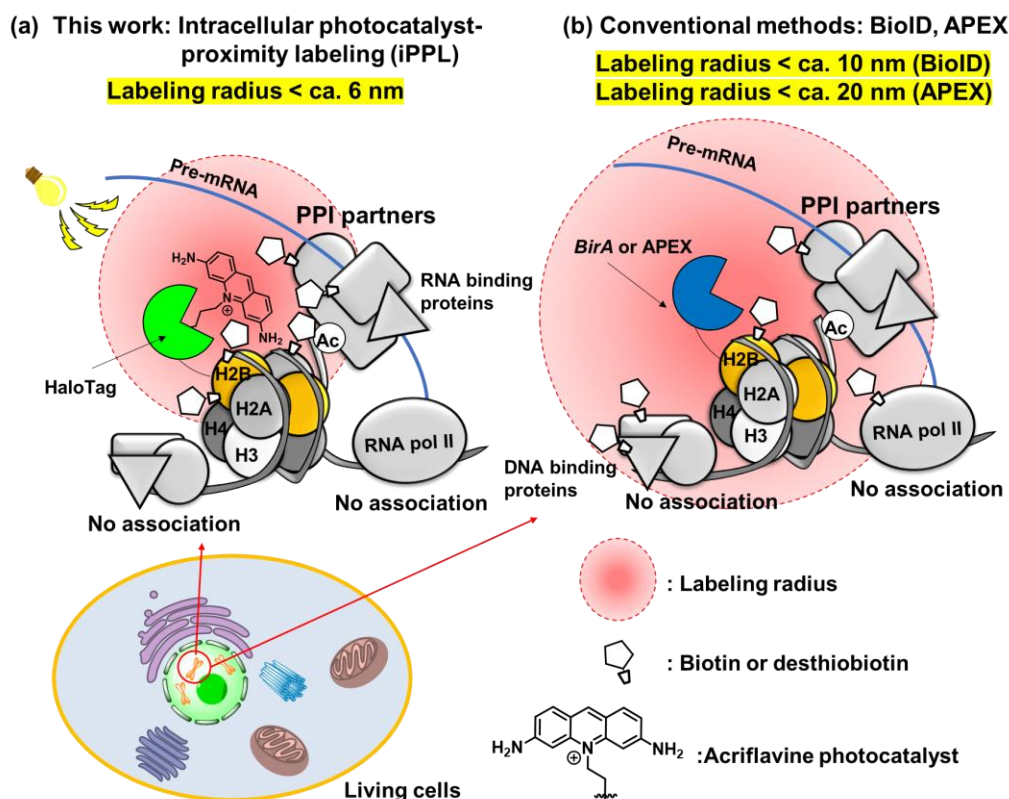 (a) This work: Intracellular photocatalyst-
proximity labeling (iPPL)
Labeling radius < ca. 6 nm
Pre-mRNA
PPI partners
H₂N
N
⊕
NH₂
RNA binding
proteins
Ac
HaloTag
H2B
H2A
H4
H3
RNA pol II
No association
No association
(b) Conventional methods: BioID, APEX
Labeling radius < ca. 10 nm (BioID)
Labeling radius < ca. 20 nm (APEX)
Pre-mRNA
PPI partners
BirA or APEX
Ac
H2B
H2A
H4
H3
RNA pol II
DNA binding
proteins
No association
No association
Living cells
: Labeling radius
: Biotin or desthiobiotin
H₂N
N
⊕
NH₂
:Acriflavine photocatalyst